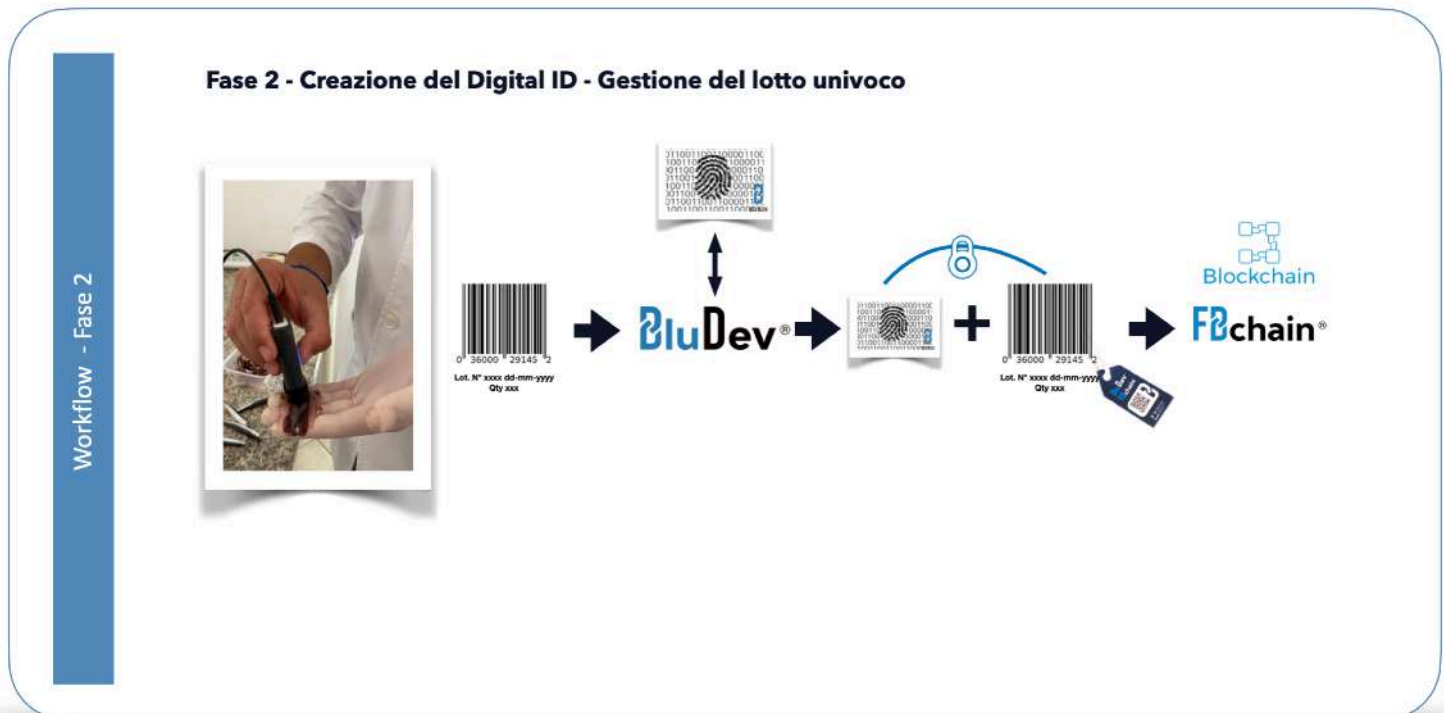 Fase 2 - Creazione del Digital ID - Gestione del lotto univoco
Workflow - Fase 2
0 36000 29145 2
Lot. N° xxxx dd-mm-yyyy
Qty xxx
BluDev®
+
0 36000 29145 2
Lot. N° xxxx dd-mm-yyyy
Qty xxx
BluDev
FBchain
Blockchain
FBchain®